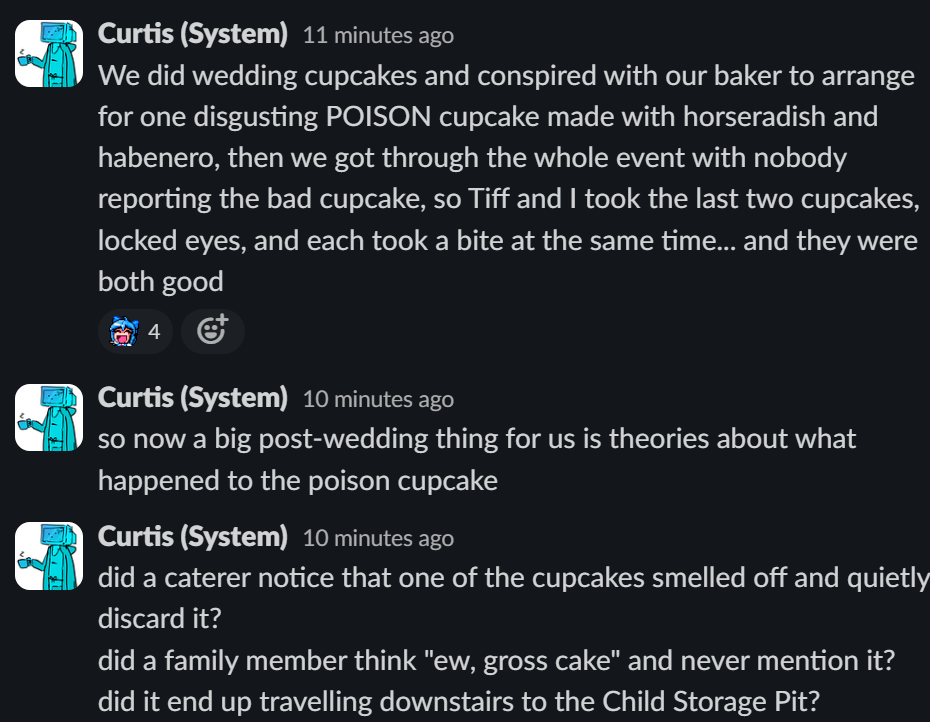 Curtis (System) 11 minutes ago
We did wedding cupcakes and conspired with our baker to arrange
for one disgusting POISON cupcake made with horseradish and
habenero, then we got through the whole event with nobody
reporting the bad cupcake, so Tiff and I took the last two cupcakes,
locked eyes, and each took a bite at the same time... and they were
both good
4
Curtis (System) 10 minutes ago
so now a big post-wedding thing for us is theories about what
happened to the poison cupcake
Curtis (System) 10 minutes ago
did a caterer notice that one of the cupcakes smelled off and quietly
discard it?
did a family member think "ew, gross cake" and never mention it?
did it end up travelling downstairs to the Child Storage Pit?